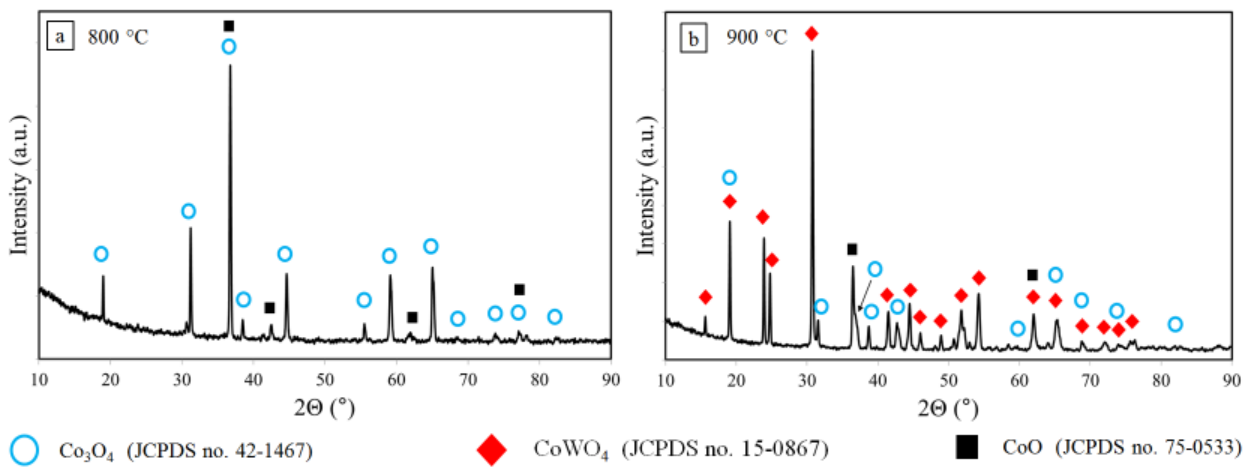 a 800 °C
Intensity (a.u.)
10 20 30 40 50 60 70 80 90
2Θ (°)
b 900 °C
Intensity (a.u.)
10 20 30 40 50 60 70 80 90
2Θ (°)
Co₃O₄ (JCPDS no. 42-1467)
CoWO₄ (JCPDS no. 15-0867)
CoO (JCPDS no. 75-0533)